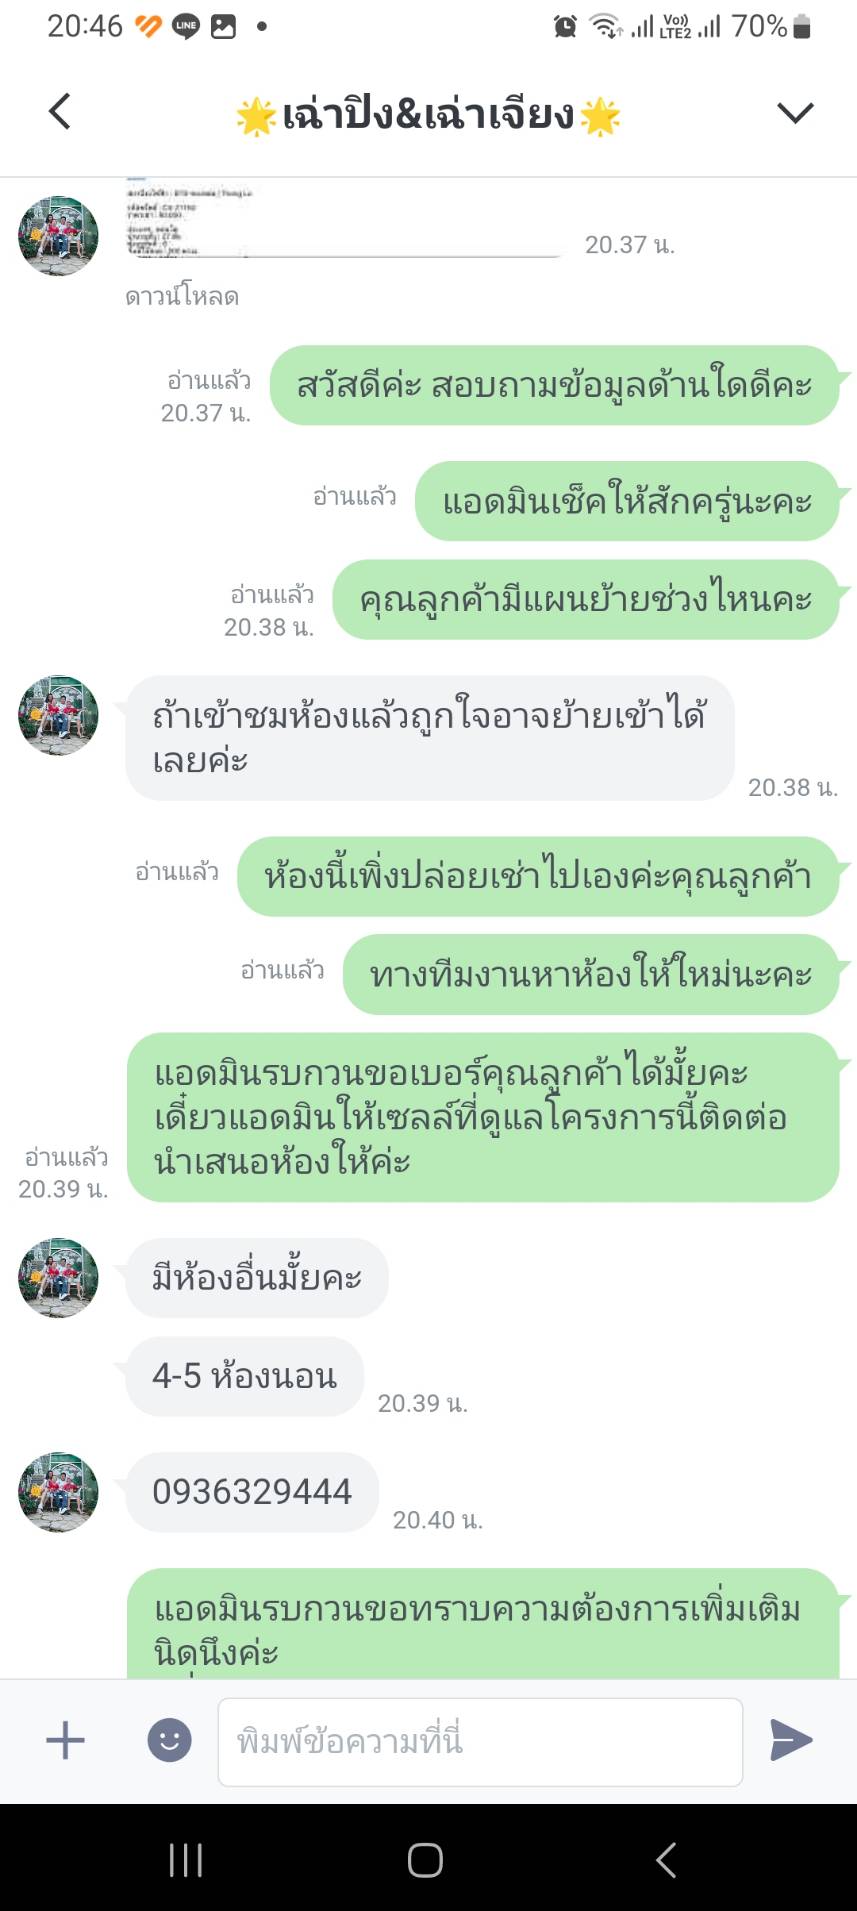 20:46
LINE
Vo))
LTE2
70%
🌟เฉ่าปิง&เฉ่าเจียง🌟
20.37 น.
ดาวน์โหลด
สวัสดีค่ะ สอบถามข้อมูลด้านใดดีคะ
อ่านแล้ว
20.37 น.
แอดมินเช็คให้สักครู่นะคะ
อ่านแล้ว
คุณลูกค้ามีแผนย้ายช่วงไหนคะ
อ่านแล้ว
20.38 น.
ถ้าเข้าชมห้องแล้วถูกใจอาจย้ายเข้าได้
เลยค่ะ
20.38 น.
ห้องนี้เพิ่งปล่อยเช่าไปเองค่ะคุณลูกค้า
อ่านแล้ว
ทางทีมงานหาห้องให้ใหม่นะคะ
อ่านแล้ว
แอดมินรบกวนขอเบอร์คุณลูกค้าได้มั้ยคะ
เดี๋ยวแอดมินให้เซลล์ที่ดูแลโครงการนี้ติดต่อ
นำเสนอห้องให้ค่ะ
อ่านแล้ว
20.39 น.
มีห้องอื่นมั้ยคะ
4-5 ห้องนอน
20.39 น.
0936329444
20.40 น.
แอดมินรบกวนขอทราบความต้องการเพิ่มเติม
นิดนึงค่ะ
พิมพ์ข้อความที่นี่